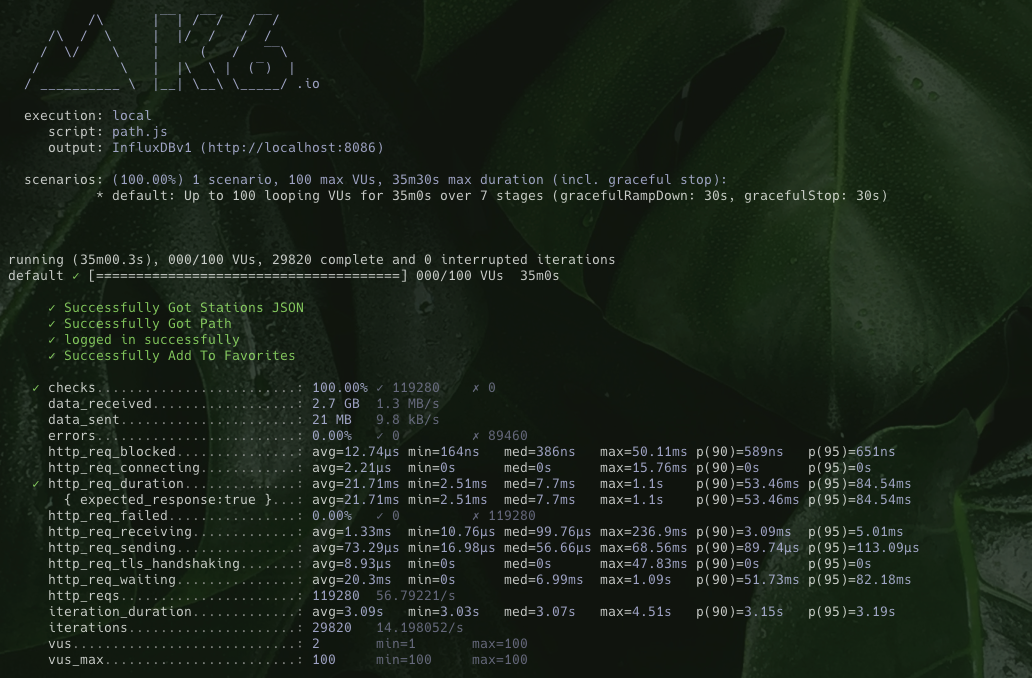 /\      |‾‾| /‾‾/   /‾‾/
     /\  /  \     |  |/  /   /  /
    /  \/    \    |     (   /   ‾‾\
   /          \   |  |\  \ |  (‾)  |
  / __________ \  |__| \__\ \_____/ .io
execution: local
script: path.js
output: InfluxDBv1 (http://localhost:8086)
scenarios: (100.00%) 1 scenario, 100 max VUs, 35m30s max duration (incl. graceful stop):
* default: Up to 100 looping VUs for 35m0s over 7 stages (gracefulRampDown: 30s, gracefulStop: 30s)
running (35m00.3s), 000/100 VUs, 29820 complete and 0 interrupted iterations
default ✓ [======================================] 000/100 VUs  35m0s
✓ Successfully Got Stations JSON
✓ Successfully Got Path
✓ logged in successfully
✓ Successfully Add To Favorites
✓ checks.........................: 100.00% ✓ 119280    ✗ 0
data_received..................: 2.7 GB  1.3 MB/s
data_sent......................: 21 MB   9.8 kB/s
errors.........................: 0.00%   ✓ 0         ✗ 89460
http_req_blocked...............: avg=12.74µs min=164ns   med=386ns   max=50.11ms p(90)=589ns   p(95)=651ns
http_req_connecting............: avg=2.21µs  min=0s      med=0s      max=15.76ms p(90)=0s      p(95)=0s
✓ http_req_duration..............: avg=21.71ms min=2.51ms  med=7.7ms   max=1.1s    p(90)=53.46ms p(95)=84.54ms
{ expected_response:true }...: avg=21.71ms min=2.51ms  med=7.7ms   max=1.1s    p(90)=53.46ms p(95)=84.54ms
http_req_failed................: 0.00%   ✓ 0         ✗ 119280
http_req_receiving.............: avg=1.33ms  min=10.76µs med=99.76µs max=236.9ms p(90)=3.09ms  p(95)=5.01ms
http_req_sending...............: avg=73.29µs min=16.98µs med=56.66µs max=68.56ms p(90)=89.74µs p(95)=113.09µs
http_req_tls_handshaking.......: avg=8.93µs  min=0s      med=0s      max=47.83ms p(90)=0s      p(95)=0s
http_req_waiting...............: avg=20.3ms  min=0s      med=6.99ms  max=1.09s   p(90)=51.73ms p(95)=82.18ms
http_reqs......................: 119280  56.79221/s
iteration_duration.............: avg=3.09s   min=3.03s   med=3.07s   max=4.51s   p(90)=3.15s   p(95)=3.19s
iterations.....................: 29820   14.198052/s
vus............................: 2       min=1       max=100
vus_max........................: 100     min=100     max=100